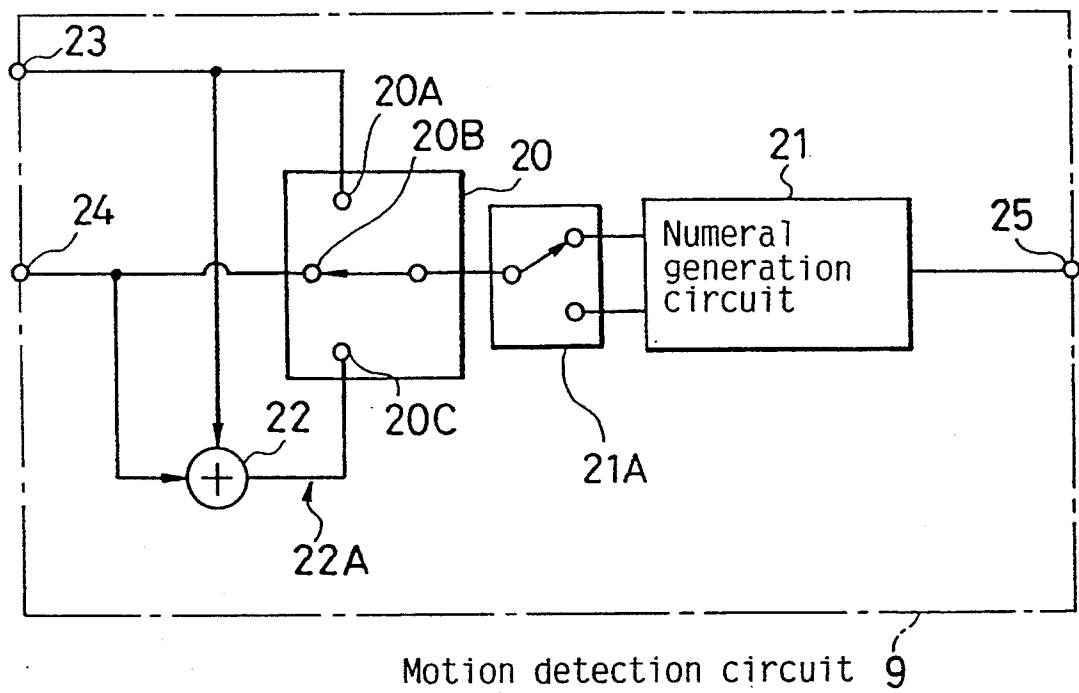 23
20A
20B
20
21
24
25
Numeral
generation
circuit
22
20C
21A
22A
Motion detection circuit 9